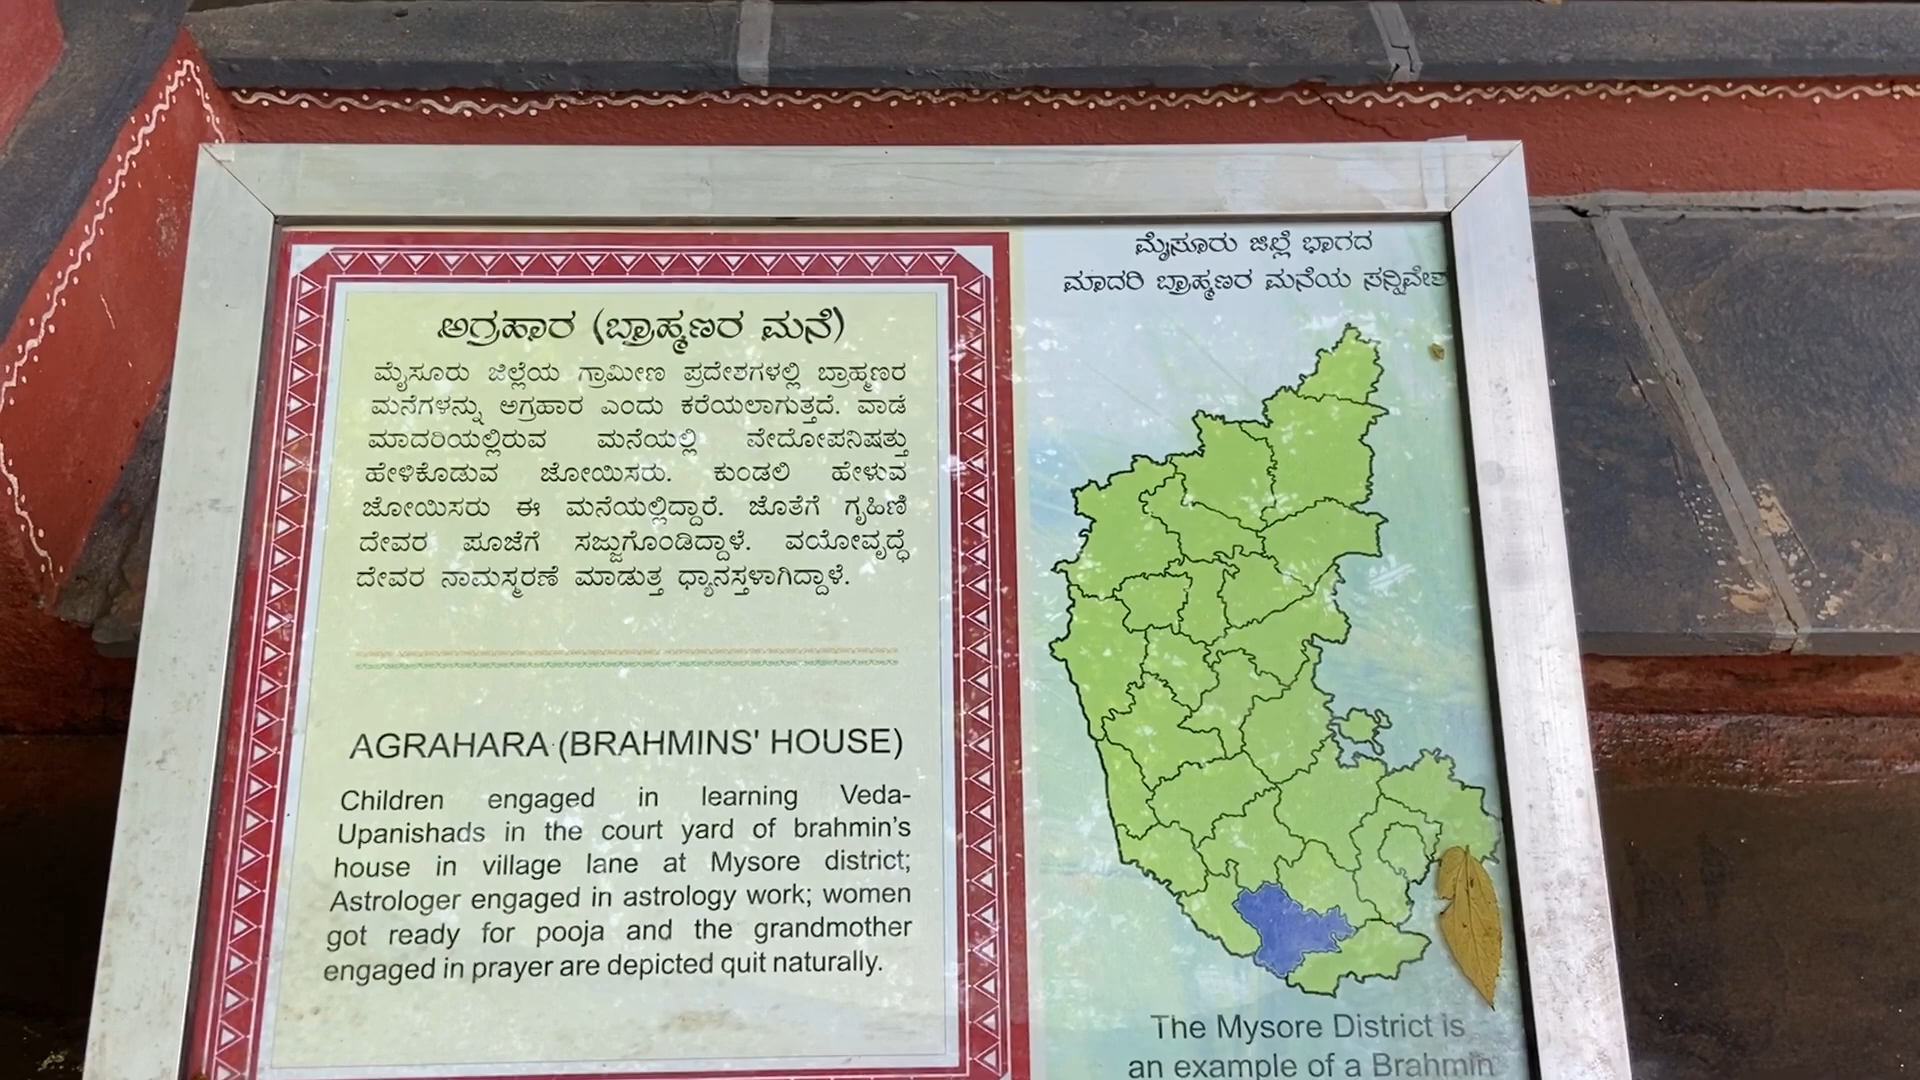 ಅಗ್ರಹಾರ (ಬ್ರಾಹ್ಮಣರ ಮನೆ)
ಮೈಸೂರು ಜಿಲ್ಲೆಯ ಗ್ರಾಮೀಣ ಪ್ರದೇಶಗಳಲ್ಲಿ ಬ್ರಾಹ್ಮಣರ
ಮನೆಗಳನ್ನು ಅಗ್ರಹಾರ ಎಂದು ಕರೆಯಲಾಗುತ್ತದೆ. ವಾಡೆ
ಮಾದರಿಯಲ್ಲಿರುವ ಮನೆಯಲ್ಲಿ ವೇದೋಪನಿಷತ್ತು
ಹೇಳಿಕೊಡುವ ಜೋಯಿಸರು. ಕುಂಡಲಿ ಹೇಳುವ
ಜೋಯಿಸರು ಈ ಮನೆಯಲ್ಲಿದ್ದಾರೆ. ಜೊತೆಗೆ ಗೃಹಿಣಿ
ದೇವರ ಪೂಜೆಗೆ ಸಜ್ಜುಗೊಂಡಿದ್ದಾಳೆ. ವಯೋವೃದ್ಧೆ
ದೇವರ ನಾಮಸ್ಮರಣೆ ಮಾಡುತ್ತ ಧ್ಯಾನಸ್ತಳಾಗಿದ್ದಾಳೆ.
AGRAHARA (BRAHMINS' HOUSE)
Children engaged in learning Veda-
Upanishads in the court yard of brahmin's
house in village lane at Mysore district;
Astrologer engaged in astrology work; women
got ready for pooja and the grandmother
engaged in prayer are depicted quit naturally.
ಮೈಸೂರು ಜಿಲ್ಲೆ ಭಾಗದ
ಮಾದರಿ ಬ್ರಾಹ್ಮಣರ ಮನೆಯ ಸನ್ನಿವೇಶ
The Mysore District is
an example of a Brahmin